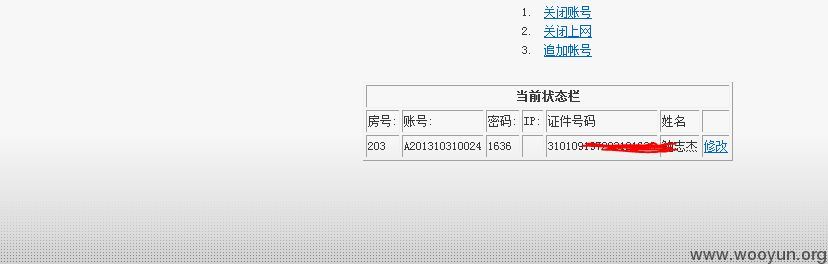 1. 关闭账号
2. 关闭上网
3. 追加帐号
当前状态栏
房号: 账号: 密码: IP: 证件号码 姓名
203 A201310310024 1636 310109 志杰 修改
www.wooyun.org